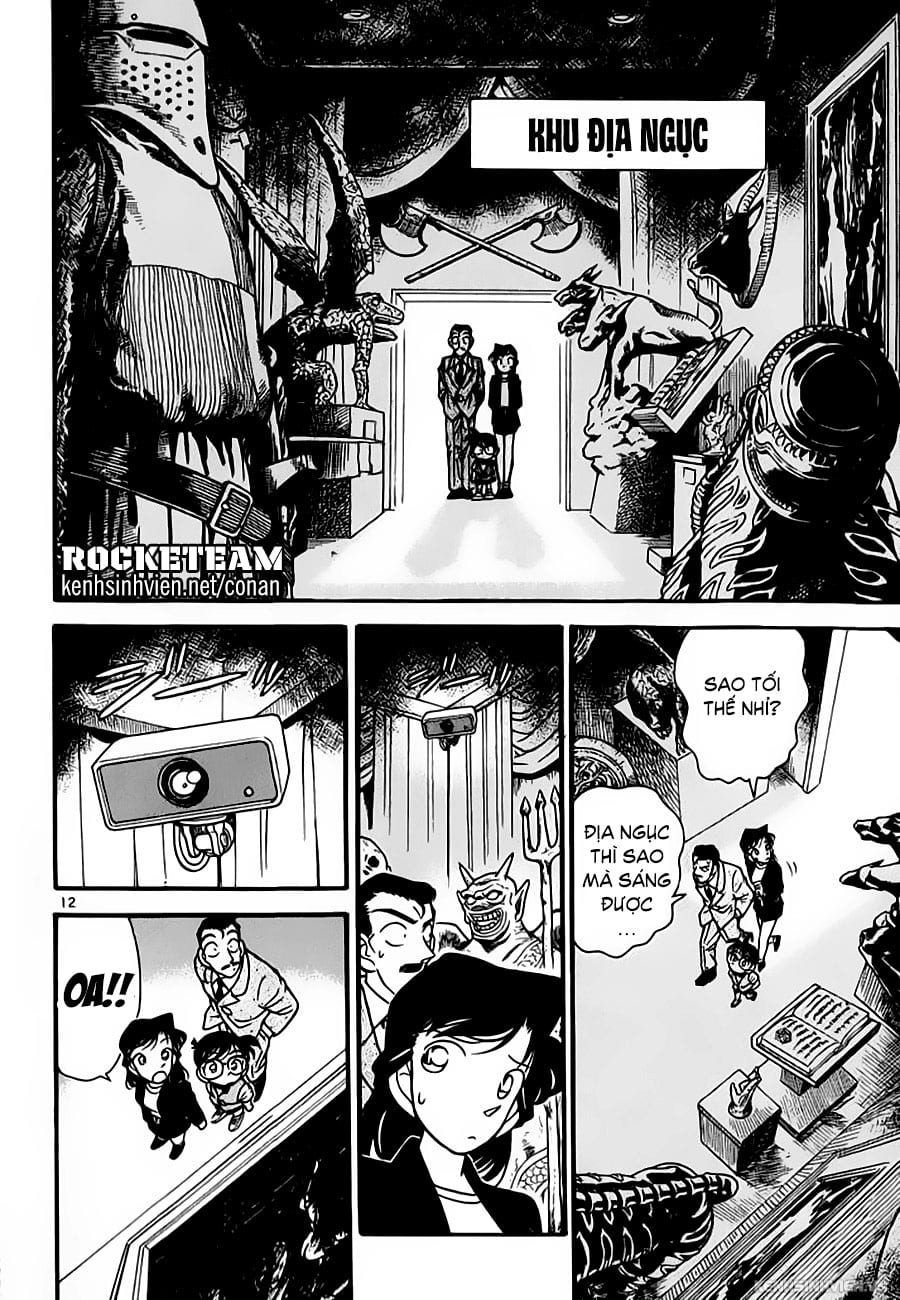 KHU ĐỊA NGỤC
ROCKETEAM
kenhsinhvien.net/conan
SAO TỐI
THẾ NHỈ?
ĐỊA NGỤC
THÌ SAO
MÀ SÁNG
ĐƯỢC
...
12
OA!!